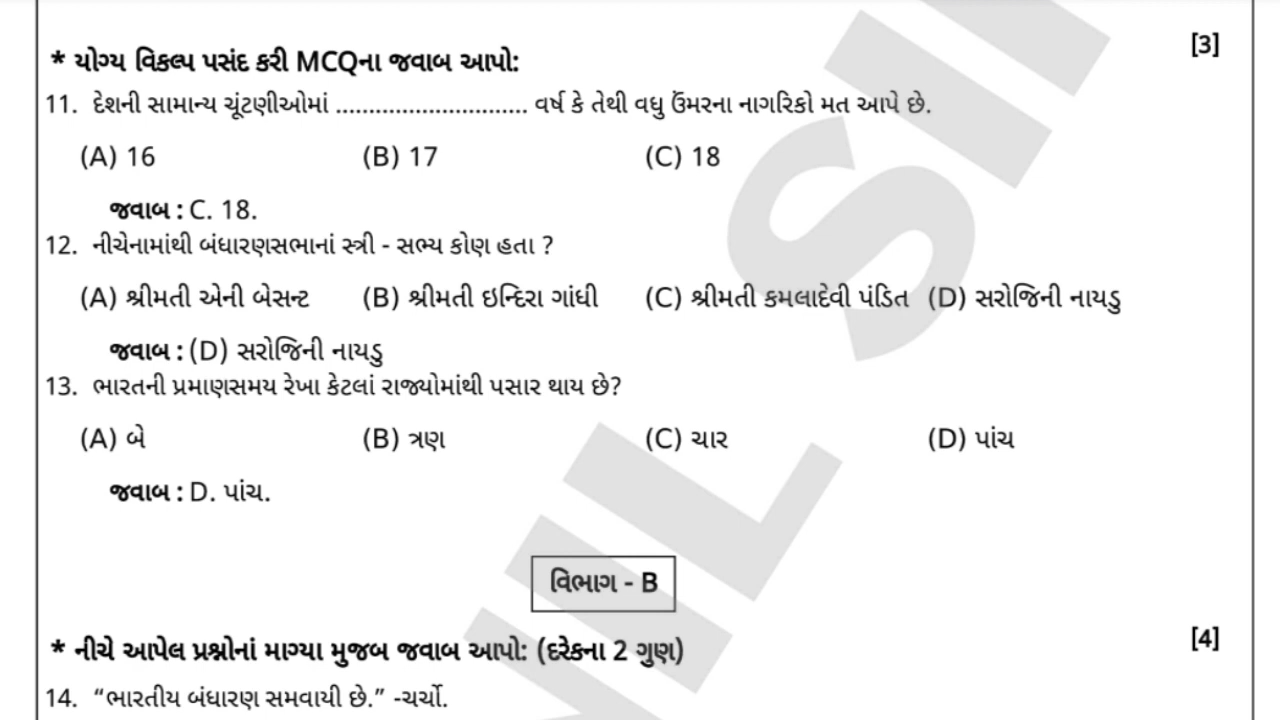 [3]
* યોગ્ય વિકલ્પ પસંદ કરી MCQના જવાબ આપો:
11. દેશની સામાન્ય ચૂંટણીઓમાં ............................. વર્ષ કે તેથી વધુ ઉંમરના નાગરિકો મત આપે છે.
(A) 16 (B) 17 (C) 18
જવાબ : C. 18.
12. નીચેનામાંથી બંધારણસભાનાં સ્ત્રી - સભ્ય કોણ હતા ?
(A) શ્રીમતી એની બેસન્ટ (B) શ્રીમતી ઇન્દિરા ગાંધી (C) શ્રીમતી કમલાદેવી પંડિત (D) સરોજિની નાયડુ
જવાબ : (D) સરોજિની નાયડુ
13. ભારતની પ્રમાણસમય રેખા કેટલાં રાજ્યોમાંથી પસાર થાય છે?
(A) બે (B) ત્રણ (C) ચાર (D) પાંચ
જવાબ : D. પાંચ.
વિભાગ - B
* નીચે આપેલ પ્રશ્નોનાં માગ્યા મુજબ જવાબ આપો: (દરેકના 2 ગુણ)
[4]
14. “ભારતીય બંધારણ સમવાયી છે.” -ચર્ચો.